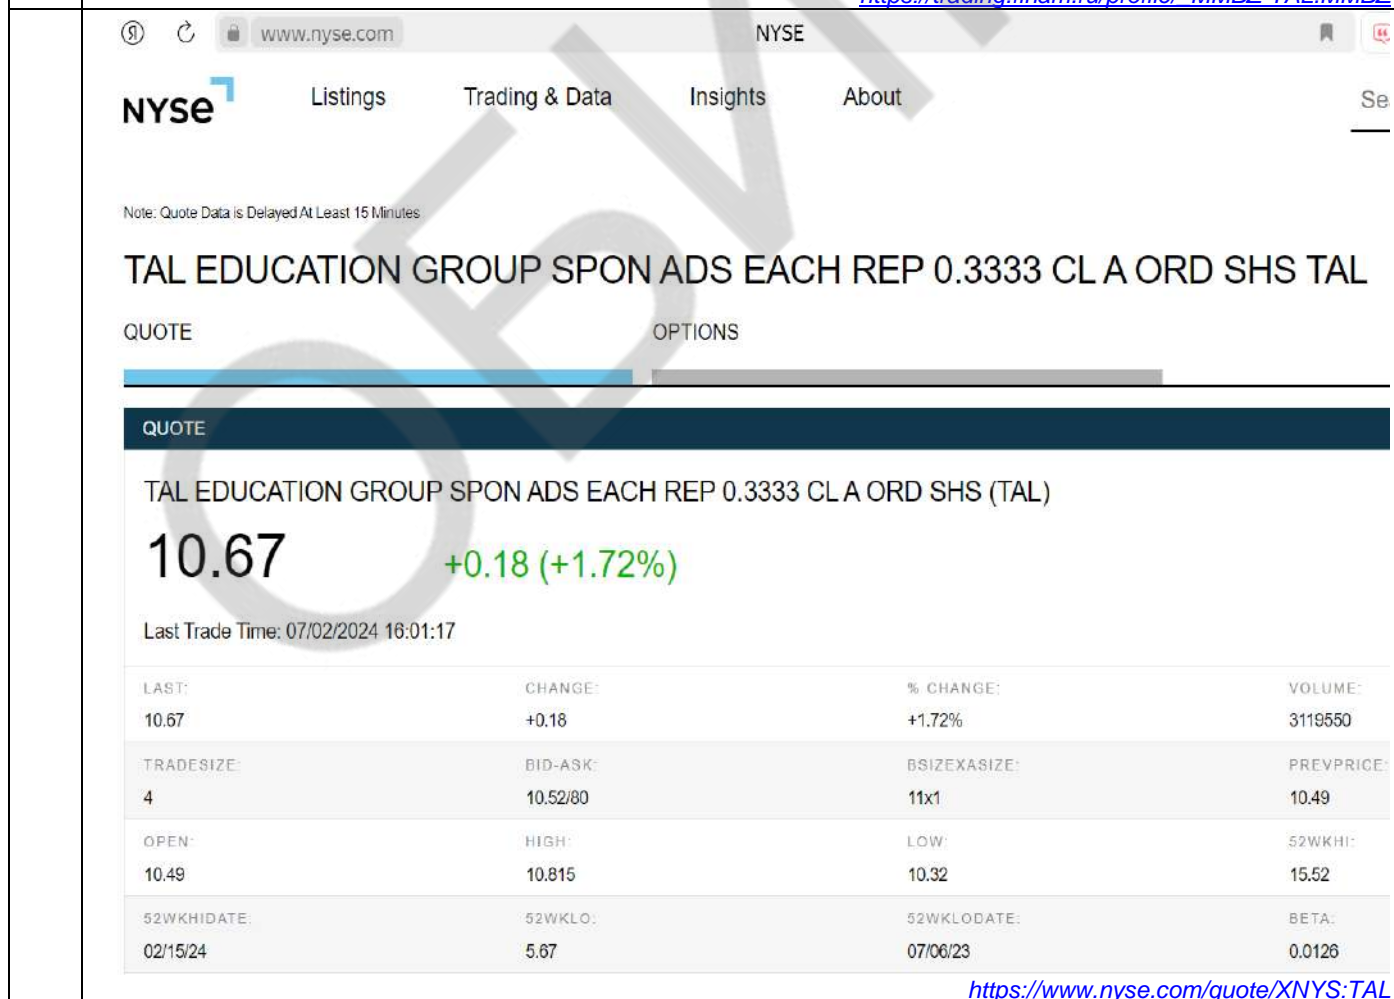 https://trading.finam.ru/profile/
www.nyse.com NYSE
NYSE Listings Trading & Data Insights About
Note: Quote Data is Delayed At Least 15 Minutes
TAL EDUCATION GROUP SPON ADS EACH REP 0.3333 CL A ORD SHS TAL
QUOTE OPTIONS
QUOTE
TAL EDUCATION GROUP SPON ADS EACH REP 0.3333 CL A ORD SHS (TAL)
10.67 +0.18 (+1.72%)
Last Trade Time: 07/02/2024 16:01:17
LAST: CHANGE: % CHANGE: VOLUME:
10.67 +0.18 +1.72% 3119550
TRADESIZE: BID-ASK: BSIZEXASIZE: PREVPRICE:
4 10.52/80 11x1 10.49
OPEN: HIGH: LOW: 52WKHI:
10.49 10.815 10.32 15.52
52WKHIDATE: 52WKLO: 52WKLODATE: BETA:
02/15/24 5.67 07/06/23 0.0126
https://www.nyse.com/quote/XNYS:TAL